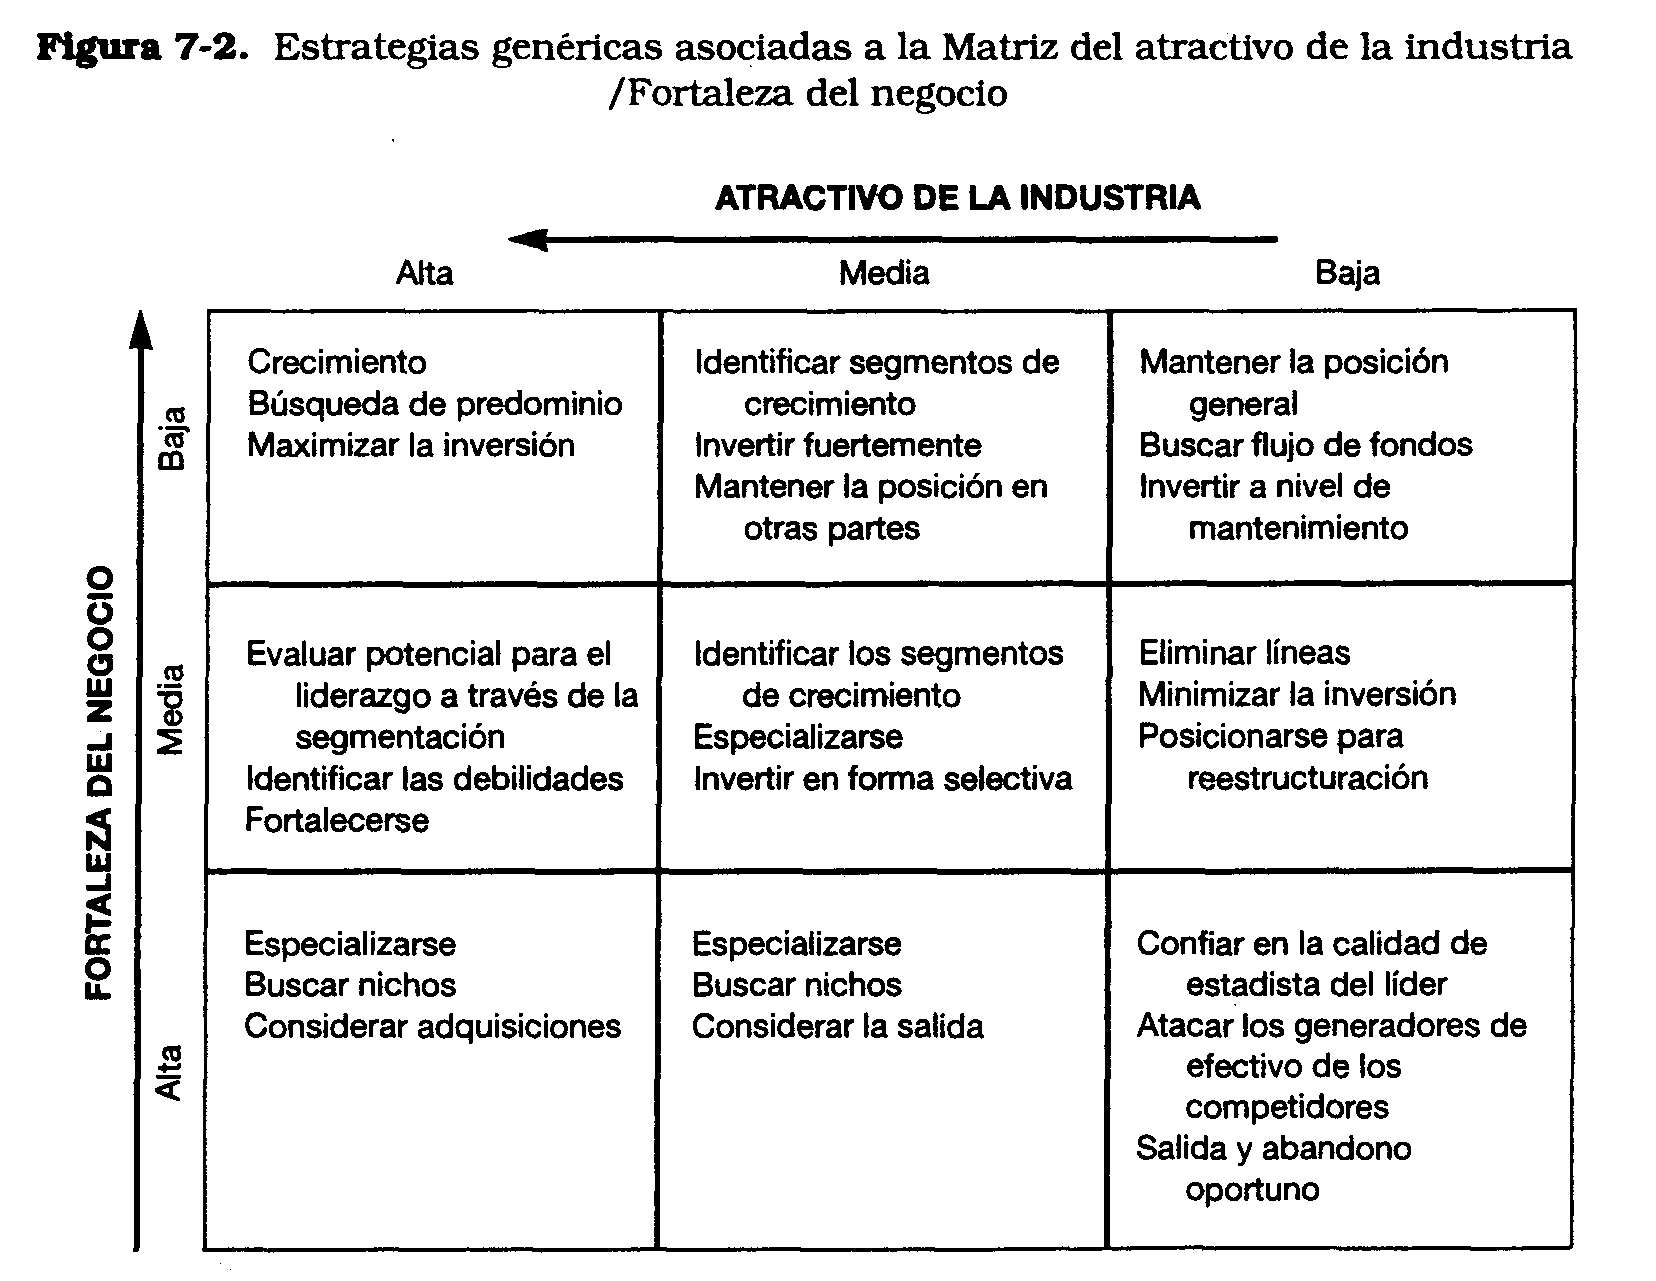 Figura 7-2. Estrategias genéricas asociadas a la Matriz del atractivo de la industria
/Fortaleza del negocio
ATRACTIVO DE LA INDUSTRIA
Alta
Media
Baja
FORTALEZA DEL NEGOCIO
Baja
Crecimiento
Búsqueda de predominio
Maximizar la inversión
Identificar segmentos de
crecimiento
Invertir fuertemente
Mantener la posición en
otras partes
Mantener la posición
general
Buscar flujo de fondos
Invertir a nivel de
mantenimiento
Media
Evaluar potencial para el
liderazgo a través de la
segmentación
Identificar las debilidades
Fortalecerse
Identificar los segmentos
de crecimiento
Especializarse
Invertir en forma selectiva
Eliminar líneas
Minimizar la inversión
Posicionarse para
reestructuración
Alta
Especializarse
Buscar nichos
Considerar adquisiciones
Especializarse
Buscar nichos
Considerar la salida
Confiar en la calidad de
estadista del líder
Atacar los generadores de
efectivo de los
competidores
Salida y abandono
oportuno